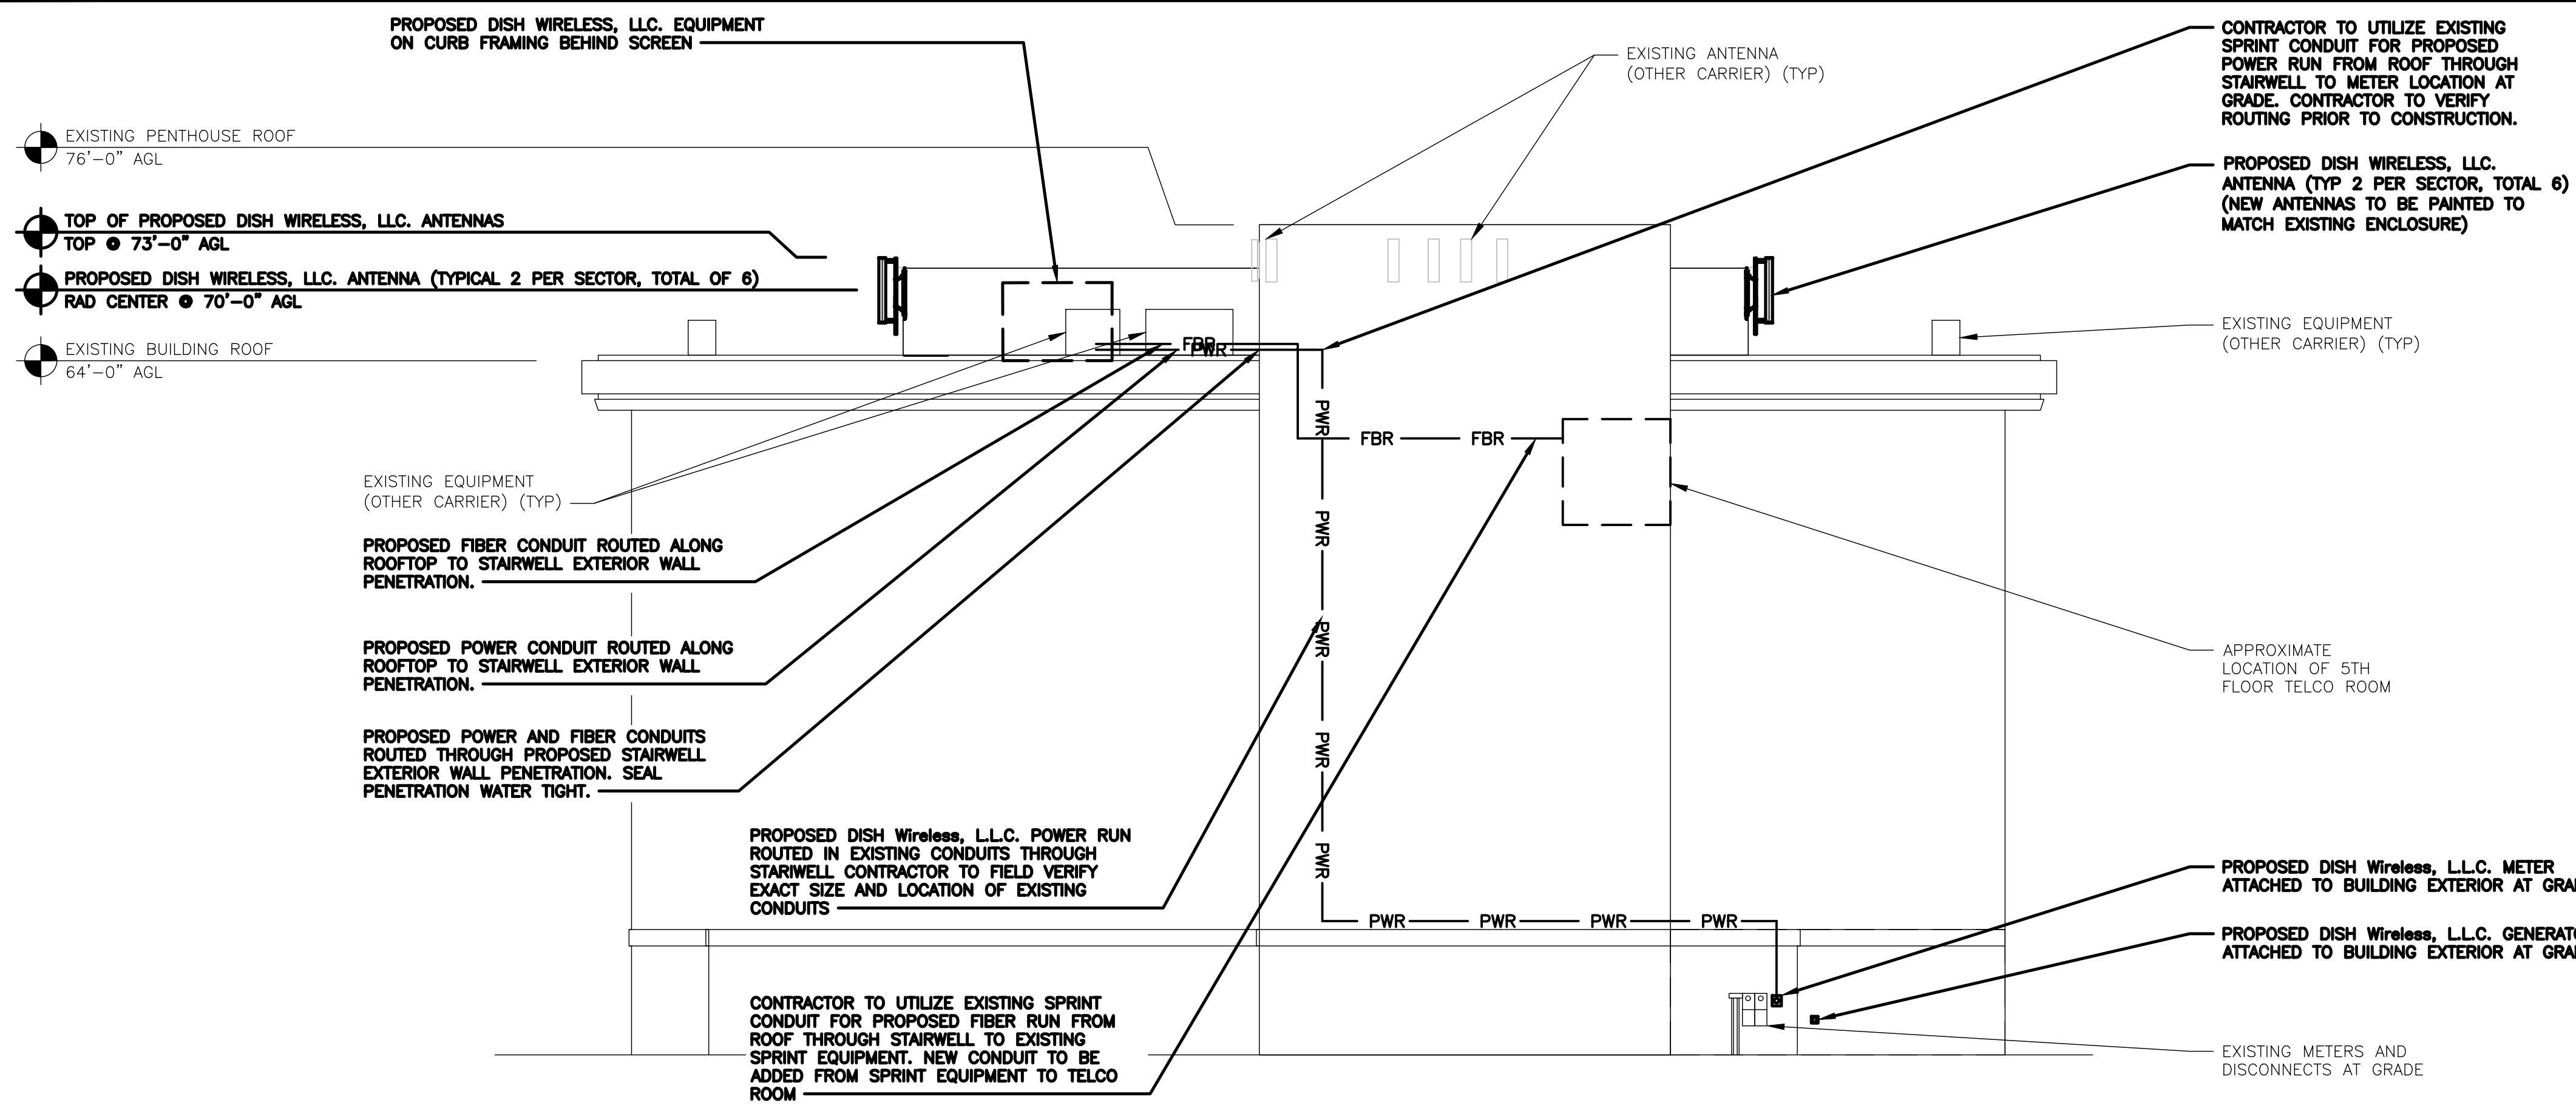 PROPOSED DISH WIRELESS, LLC. EQUIPMENT
ON CURB FRAMING BEHIND SCREEN
EXISTING ANTENNA
(OTHER CARRIER) (TYP)
CONTRACTOR TO UTILIZE EXISTING
SPRINT CONDUIT FOR PROPOSED
POWER RUN FROM ROOF THROUGH
STAIRWELL TO METER LOCATION AT
GRADE. CONTRACTOR TO VERIFY
ROUTING PRIOR TO CONSTRUCTION.
EXISTING PENTHOUSE ROOF
76'-0" AGL
PROPOSED DISH WIRELESS, LLC.
ANTENNA (TYP 2 PER SECTOR, TOTAL 6)
(NEW ANTENNAS TO BE PAINTED TO
MATCH EXISTING ENCLOSURE)
TOP OF PROPOSED DISH WIRELESS, LLC. ANTENNAS
TOP @ 73'-0" AGL
PROPOSED DISH WIRELESS, LLC. ANTENNA (TYPICAL 2 PER SECTOR, TOTAL OF 6)
RAD CENTER @ 70'-0" AGL
EXISTING BUILDING ROOF
64'-0" AGL
EXISTING EQUIPMENT
(OTHER CARRIER) (TYP)
FBR
PWR
PWR
FBR
FBR
PWR
PWR
PWR
PWR
EXISTING EQUIPMENT
(OTHER CARRIER) (TYP)
PROPOSED FIBER CONDUIT ROUTED ALONG
ROOFTOP TO STAIRWELL EXTERIOR WALL
PENETRATION.
PROPOSED POWER CONDUIT ROUTED ALONG
ROOFTOP TO STAIRWELL EXTERIOR WALL
PENETRATION.
APPROXIMATE
LOCATION OF 5TH
FLOOR TELCO ROOM
PROPOSED POWER AND FIBER CONDUITS
ROUTED THROUGH PROPOSED STAIRWELL
EXTERIOR WALL PENETRATION. SEAL
PENETRATION WATER TIGHT.
PROPOSED DISH Wireless, L.L.C. POWER RUN
ROUTED IN EXISTING CONDUITS THROUGH
STARIWELL CONTRACTOR TO FIELD VERIFY
EXACT SIZE AND LOCATION OF EXISTING
CONDUITS
PWR PWR PWR PWR
PROPOSED DISH Wireless, L.L.C. METER
ATTACHED TO BUILDING EXTERIOR AT
PROPOSED DISH Wireless, L.L.C.
ATTACHED TO BUILDING EXTERIOR AT
CONTRACTOR TO UTILIZE EXISTING SPRINT
CONDUIT FOR PROPOSED FIBER RUN FROM
ROOF THROUGH STAIRWELL TO EXISTING
SPRINT EQUIPMENT. NEW CONDUIT TO BE
ADDED FROM SPRINT EQUIPMENT TO TELCO
ROOM
EXISTING METERS AND
DISCONNECTS AT GRADE